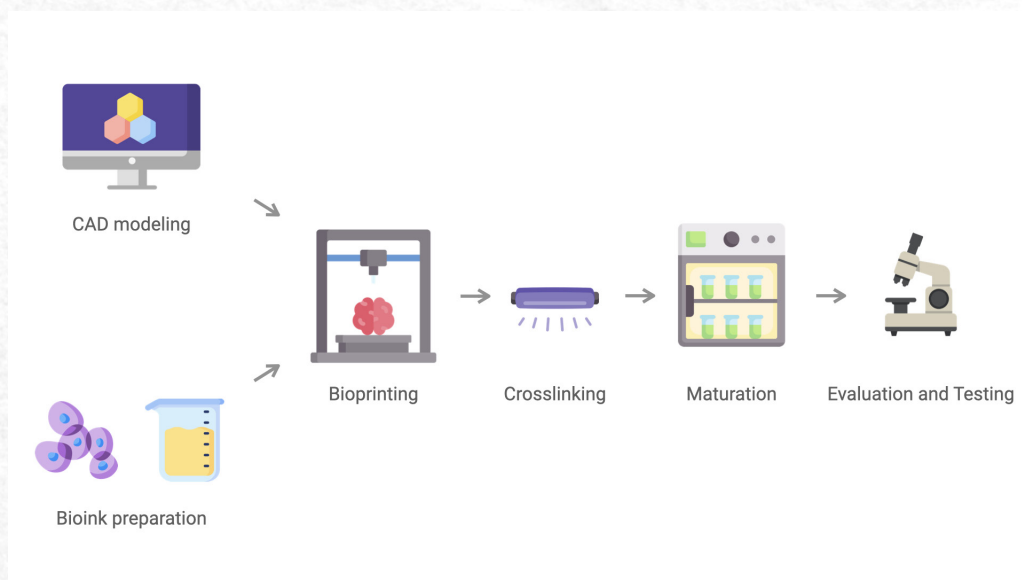 CAD modeling
Bioink preparation
Bioprinting
Crosslinking
Maturation
Evaluation and Testing